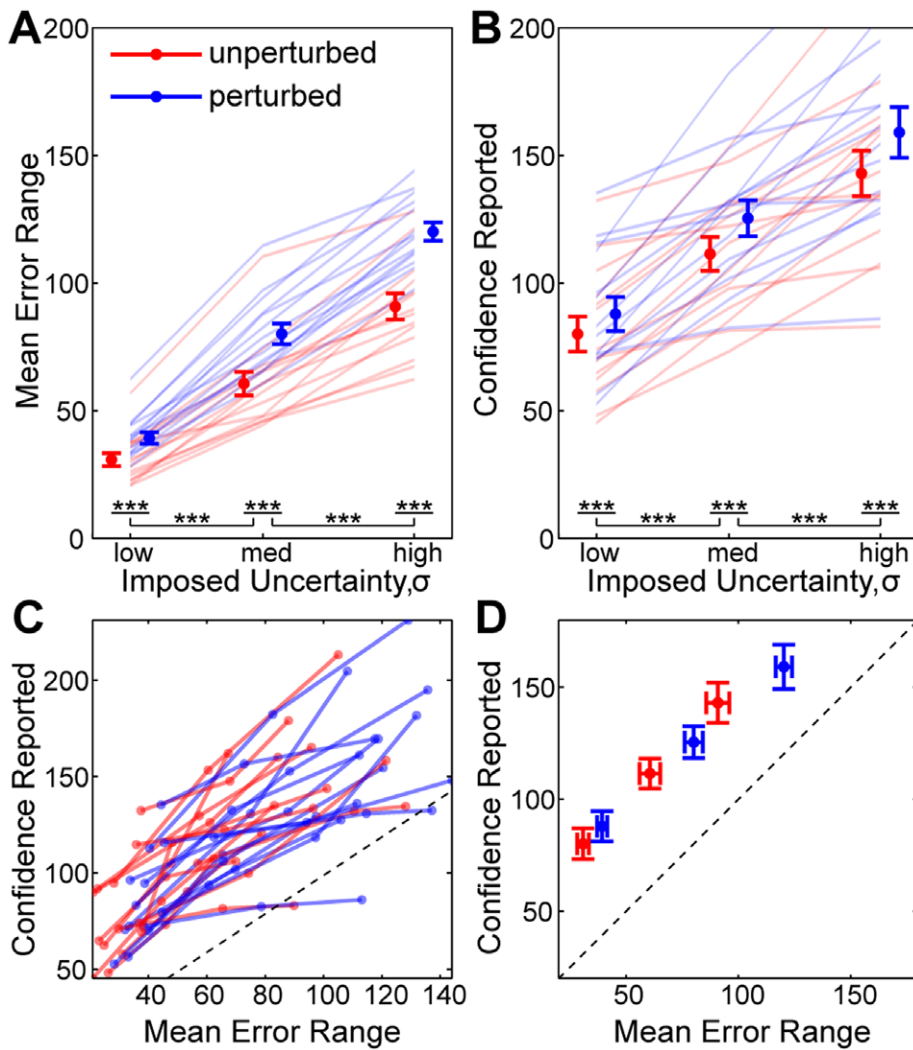 A
B
unperturbed
perturbed
Mean Error Range
200
150
100
50
0
*** *** ***
*** ***
low med high
Imposed Uncertainty,σ
Confidence Reported
200
150
100
50
0
*** *** ***
*** ***
low med high
Imposed Uncertainty,σ
C
D
Confidence Reported
200
150
100
50
40 60 80 100 120 140
Mean Error Range
Confidence Reported
150
100
50
50 100 150
Mean Error Range